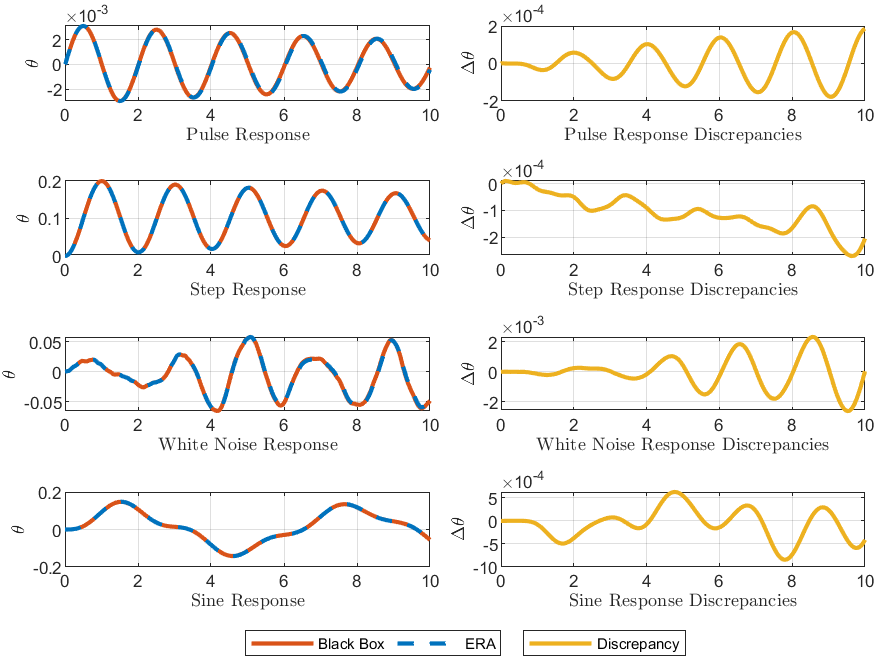 ×10⁻³
θ
2
0
-2
0 2 4 6 8 10
Pulse Response
×10⁻⁴
Δθ
2
0
-2
0 2 4 6 8 10
Pulse Response Discrepancies
θ
0.2
0.1
0
0 2 4 6 8 10
Step Response
×10⁻⁴
Δθ
0
-1
-2
0 2 4 6 8 10
Step Response Discrepancies
θ
0.05
0
-0.05
0 2 4 6 8 10
White Noise Response
×10⁻³
Δθ
2
0
-2
0 2 4 6 8 10
White Noise Response Discrepancies
θ
0.2
0
-0.2
0 2 4 6 8 10
Sine Response
×10⁻⁴
Δθ
5
0
-5
-10
0 2 4 6 8 10
Sine Response Discrepancies
Black Box ERA
Discrepancy